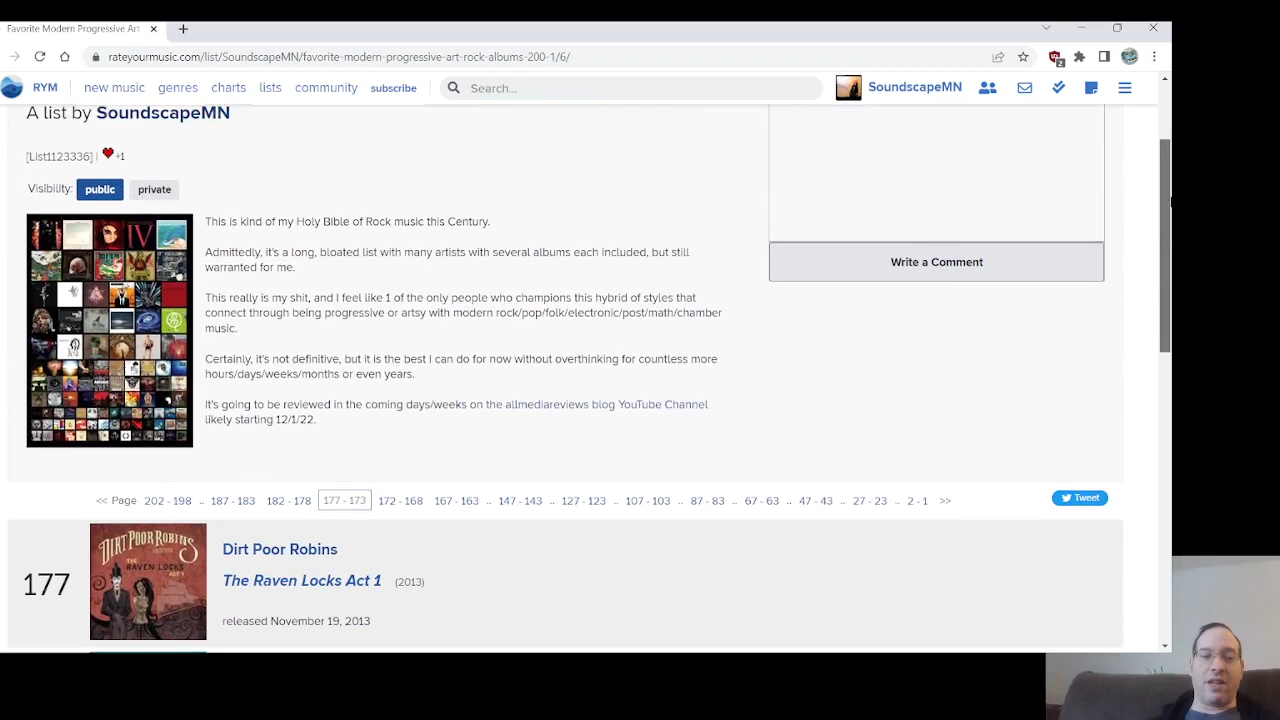 Favorite Modern Progressive Art
rateyourmusic.com/list/SoundscapeMN/favorite-modern-progressive-art-rock-albums-200-1/6/
2
RYM new music genres charts lists community subscribe Search... SoundscapeMN
A list by SoundscapeMN
[List1123336] | +1
Visibility: public private
This is kind of my Holy Bible of Rock music this Century.
Admittedly, it's a long, bloated list with many artists with several albums each included, but still
warranted for me.
This really is my shit, and I feel like 1 of the only people who champions this hybrid of styles that
connect through being progressive or artsy with modern rock/pop/folk/electronic/post/math/chamber
music.
Certainly, it's not definitive, but it is the best I can do for now without overthinking for countless more
hours/days/weeks/months or even years.
It's going to be reviewed in the coming days/weeks on the allmediareviews blog YouTube Channel
likely starting 12/1/22.
Write a Comment
<< Page 202 - 198 .. 187 - 183 182 - 178 177 - 173 172 - 168 167 - 163 .. 147 - 143 .. 127 - 123 .. 107 - 103 .. 87 - 83 .. 67 - 63 .. 47 - 43 .. 27 - 23 .. 2 - 1 >>
Tweet
177
DIRT POOR ROBINS
THE
RAVEN LOCKS
ACT 1
Dirt Poor Robins
The Raven Locks Act 1 (2013)
released November 19, 2013